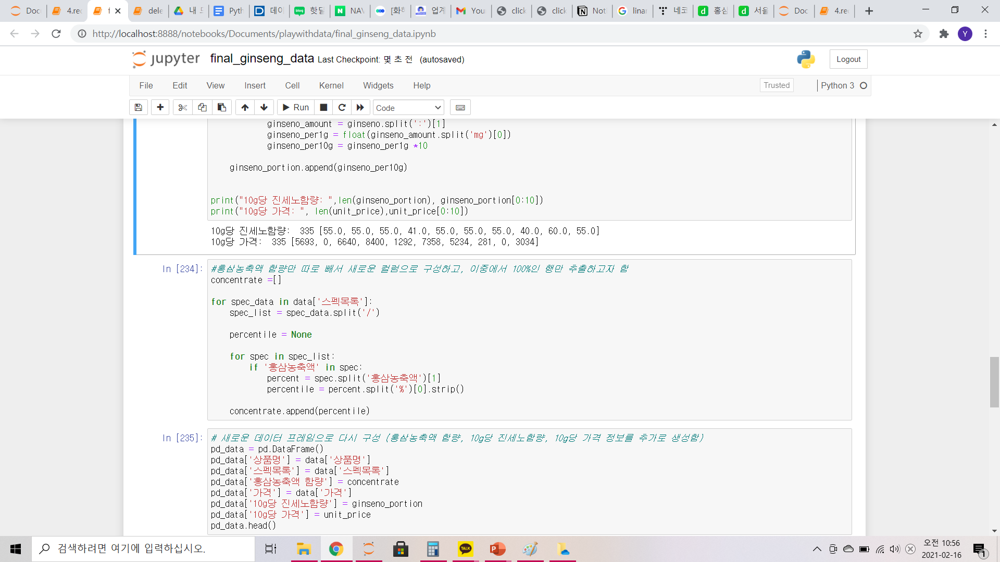 Doc
4.rec
f
dele
내 드
Pyth
데이
핫딜
NAV
[화하
업계
Your
click
click
Noti
linar
네코
홍삼
서울
Doc
4.rec
http://localhost:8888/notebooks/Documents/playwithdata/final_ginseng_data.ipynb
Y
jupyter final_ginseng_data Last Checkpoint: 몇 초 전 (autosaved)
Logout
File Edit View Insert Cell Kernel Widgets Help
Trusted
Python 3
Run
Code
ginseno_amount = ginseno.split(':')[1]
ginseno_per1g = float(ginseno_amount.split('mg')[0])
ginseno_per10g = ginseno_per1g *10
ginseno_portion.append(ginseno_per10g)
print("10g당 진세노함량: ",len(ginseno_portion), ginseno_portion[0:10])
print("10g당 가격: ", len(unit_price),unit_price[0:10])
10g당 진세노함량:  335 [55.0, 55.0, 55.0, 41.0, 55.0, 55.0, 55.0, 40.0, 60.0, 55.0]
10g당 가격:  335 [5693, 0, 6640, 8400, 1292, 7358, 5234, 281, 0, 3034]
In [234]:
#홍삼농축액 함량만 따로 빼서 새로운 컬럼으로 구성하고, 이중에서 100%인 행만 추출하고자 함
concentrate =[]
for spec_data in data['스펙목록']:
spec_list = spec_data.split('/')
percentile = None
for spec in spec_list:
if '홍삼농축액' in spec:
percent = spec.split('홍삼농축액')[1]
percentile = percent.split('%')[0].strip()
concentrate.append(percentile)
In [235]:
# 새로운 데이터 프레임으로 다시 구성 (홍삼농축액 함량, 10g당 진세노함량, 10g당 가격 정보를 추가로 생성함)
pd_data = pd.DataFrame()
pd_data['상품명'] = data['상품명']
pd_data['스펙목록'] = data['스펙목록']
pd_data['홍삼농축액 함량'] = concentrate
pd_data['가격'] = data['가격']
pd_data['10g당 진세노함량'] = ginseno_portion
pd_data['10g당 가격'] = unit_price
pd_data.head()
검색하려면 여기에 입력하십시오.
TALK
오전 10:56
2021-02-16
1